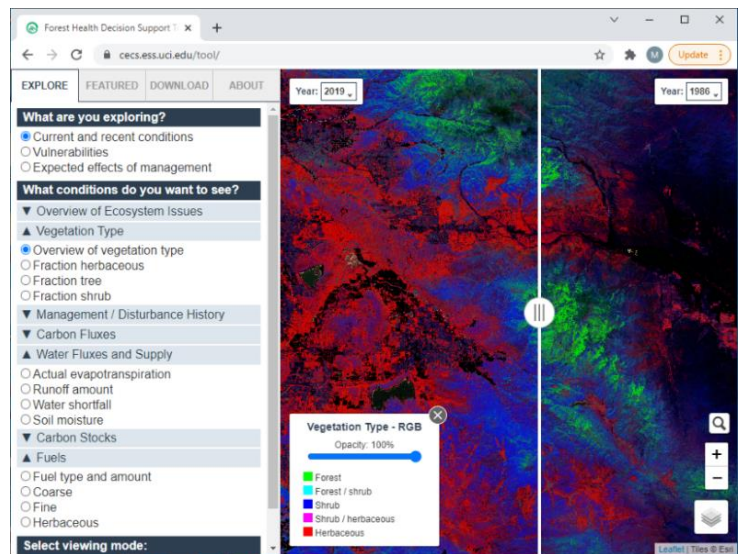 Forest Health Decision Support T
cecs.ess.uci.edu/tool/
M
Update
EXPLORE FEATURED DOWNLOAD ABOUT
What are you exploring?
Current and recent conditions
Vulnerabilities
Expected effects of management
What conditions do you want to see?
▼ Overview of Ecosystem Issues
▲ Vegetation Type
Overview of vegetation type
Fraction herbaceous
Fraction tree
Fraction shrub
▼ Management / Disturbance History
▼ Carbon Fluxes
▲ Water Fluxes and Supply
Actual evapotranspiration
Runoff amount
Water shortfall
Soil moisture
▼ Carbon Stocks
▲ Fuels
Fuel type and amount
Coarse
Fine
Herbaceous
Select viewing mode:
Year: 2019
Year: 1986
Vegetation Type - RGB
Opacity: 100%
Forest
Forest / shrub
Shrub
Shrub / herbaceous
Herbaceous
+
−
Leaflet | Tiles © Esri